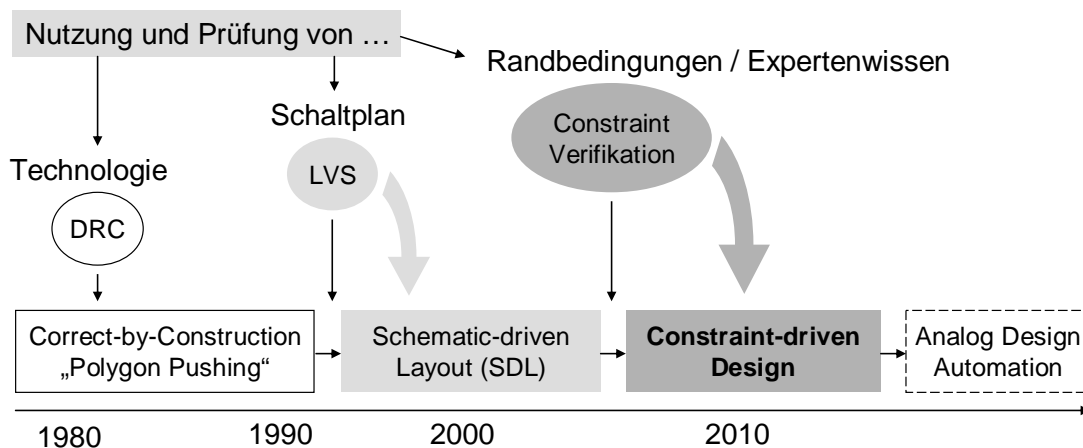 Nutzung und Prüfung von …
Randbedingungen / Expertenwissen
Schaltplan
Constraint
Verifikation
Technologie
LVS
DRC
Correct-by-Construction
„Polygon Pushing“
Schematic-driven
Layout (SDL)
Constraint-driven
Design
Analog Design
Automation
1980
1990
2000
2010